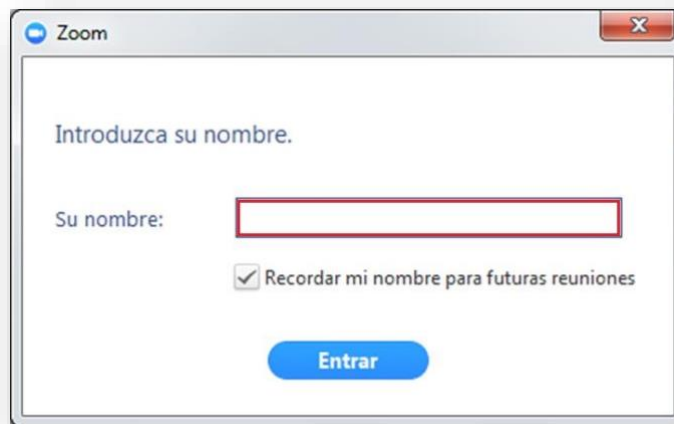 Zoom
Introduzca su nombre.
Su nombre:
Recordar mi nombre para futuras reuniones
Entrar